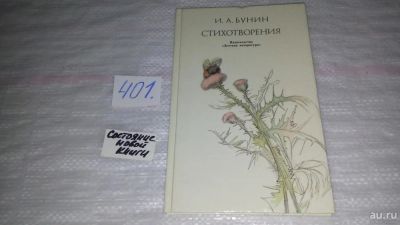 И. А. БУНИН
СТИХОТВОРЕНИЯ
Издательство
«Детская литература»
401.
Состояние
новой
книги
au.ru